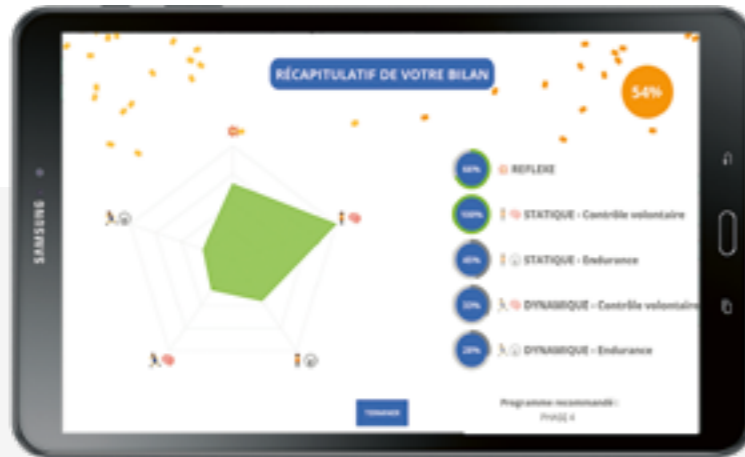 SAMSUNG
RÉCAPITULATIF DE VOTRE BILAN
54%
REFLEXE
100%
STATIQUE - Contrôle volontaire
STATIQUE - Endurance
33%
DYNAMIQUE - Contrôle volontaire
DYNAMIQUE - Endurance
TERMINER
Programme recommandé :
PHASE 4